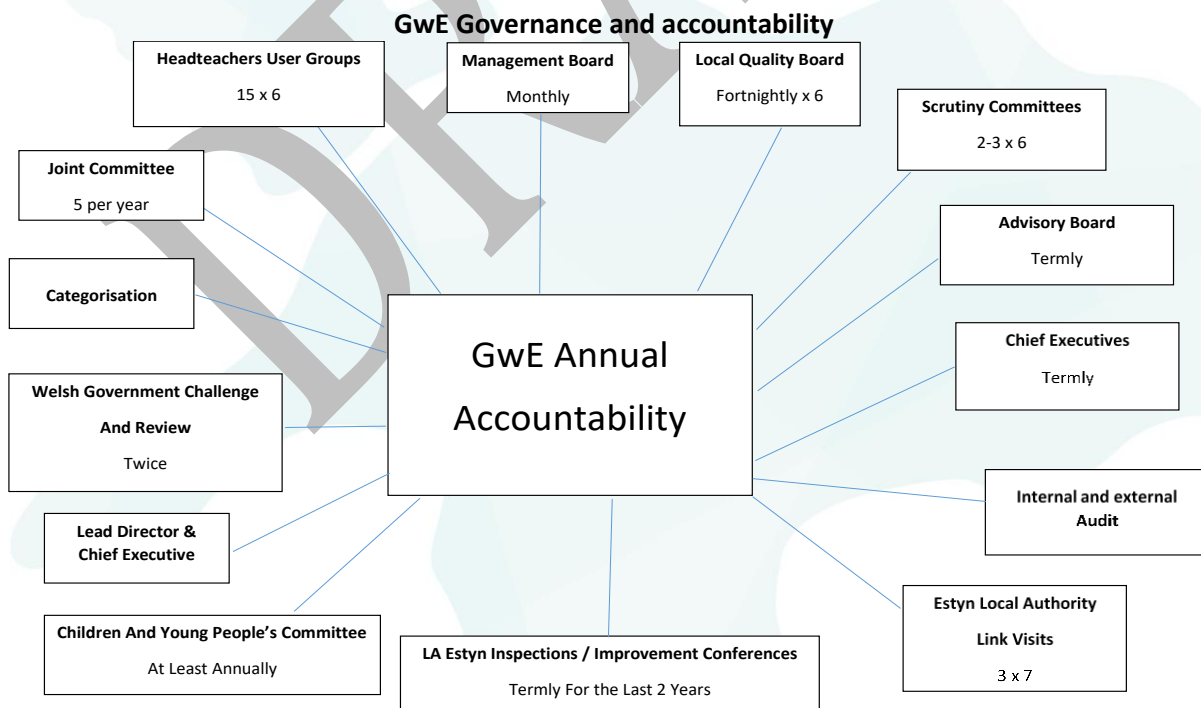 GwE Governance and accountability
Headteachers User Groups
15 x 6
Management Board
Monthly
Local Quality Board
Fortnightly x 6
Scrutiny Committees
2-3 x 6
Joint Committee
5 per year
Advisory Board
Termly
Categorisation
GwE Annual
Accountability
Chief Executives
Termly
Welsh Government Challenge
And Review
Twice
Internal and external
Audit
Lead Director &
Chief Executive
Estyn Local Authority
Link Visits
3 x 7
Children And Young People's Committee
At Least Annually
LA Estyn Inspections / Improvement Conferences
Termly For the Last 2 Years